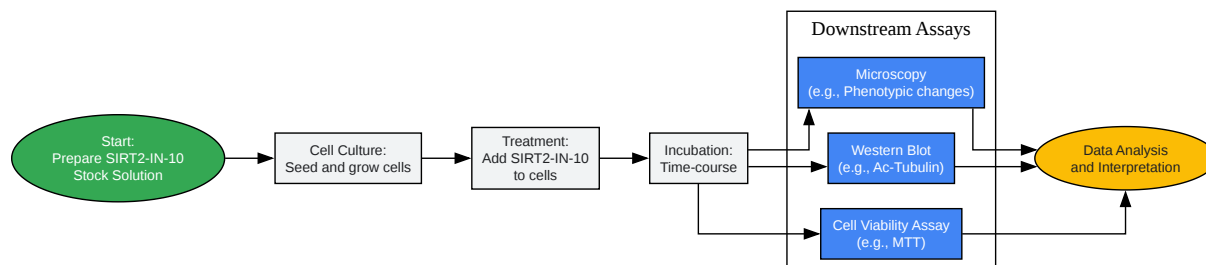 Start:
Prepare SIRT2-IN-10
Stock Solution
Cell Culture:
Seed and grow cells
Treatment:
Add SIRT2-IN-10
to cells
Incubation:
Time-course
Downstream Assays
Microscopy
(e.g., Phenotypic changes)
Western Blot
(e.g., Ac-Tubulin)
Cell Viability Assay
(e.g., MTT)
Data Analysis
and Interpretation